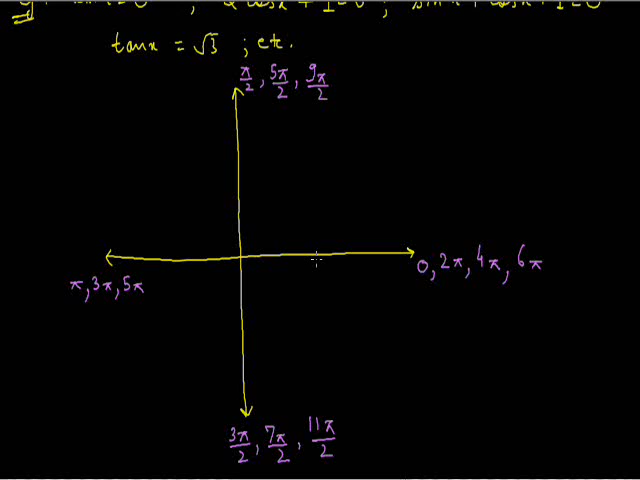 tanx = √3 ; etc.
π/2, 5π/2, 9π/2
0, 2π, 4π, 6π
π, 3π, 5π
3π/2, 7π/2, 11π/2